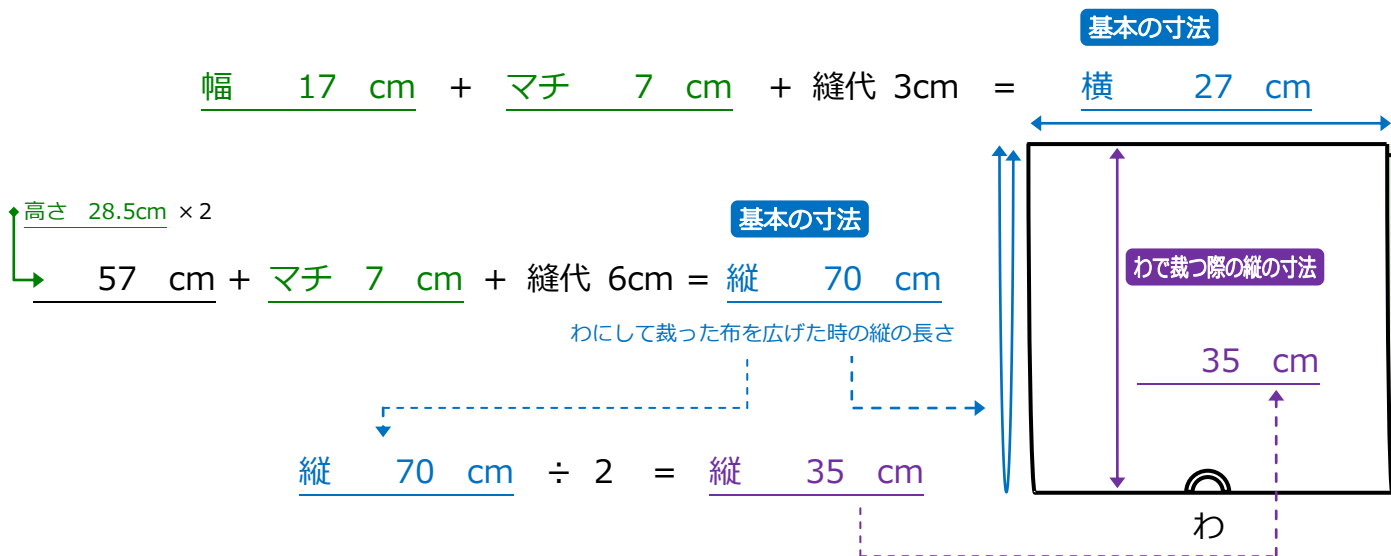 基本の寸法
幅 17 cm + マチ 7 cm + 縫代 3cm = 横 27 cm
高さ 28.5cm ×2
基本の寸法
57 cm + マチ 7 cm + 縫代 6cm = 縦 70 cm
わで裁つ際の縦の寸法
わにして裁った布を広げた時の縦の長さ
35 cm
縦 70 cm ÷ 2 = 縦 35 cm
わ